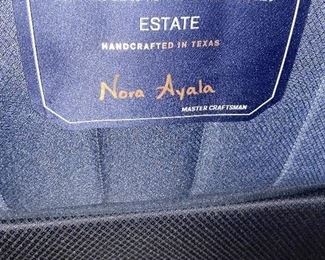 ESTATE
HANDCRAFTED IN TEXAS
Nora Ayala
MASTER CRAFTSMAN